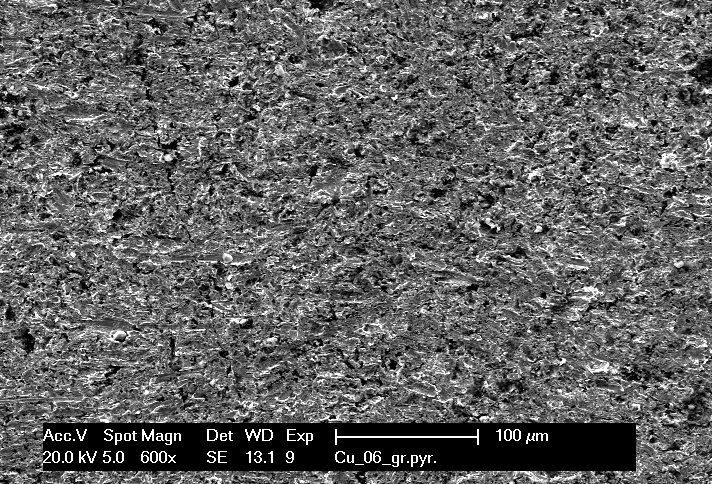 Acc.V Spot Magn Det WD Exp 100 µm
20.0 kV 5.0 600x SE 13.1 9 Cu_06_gr.pyr.